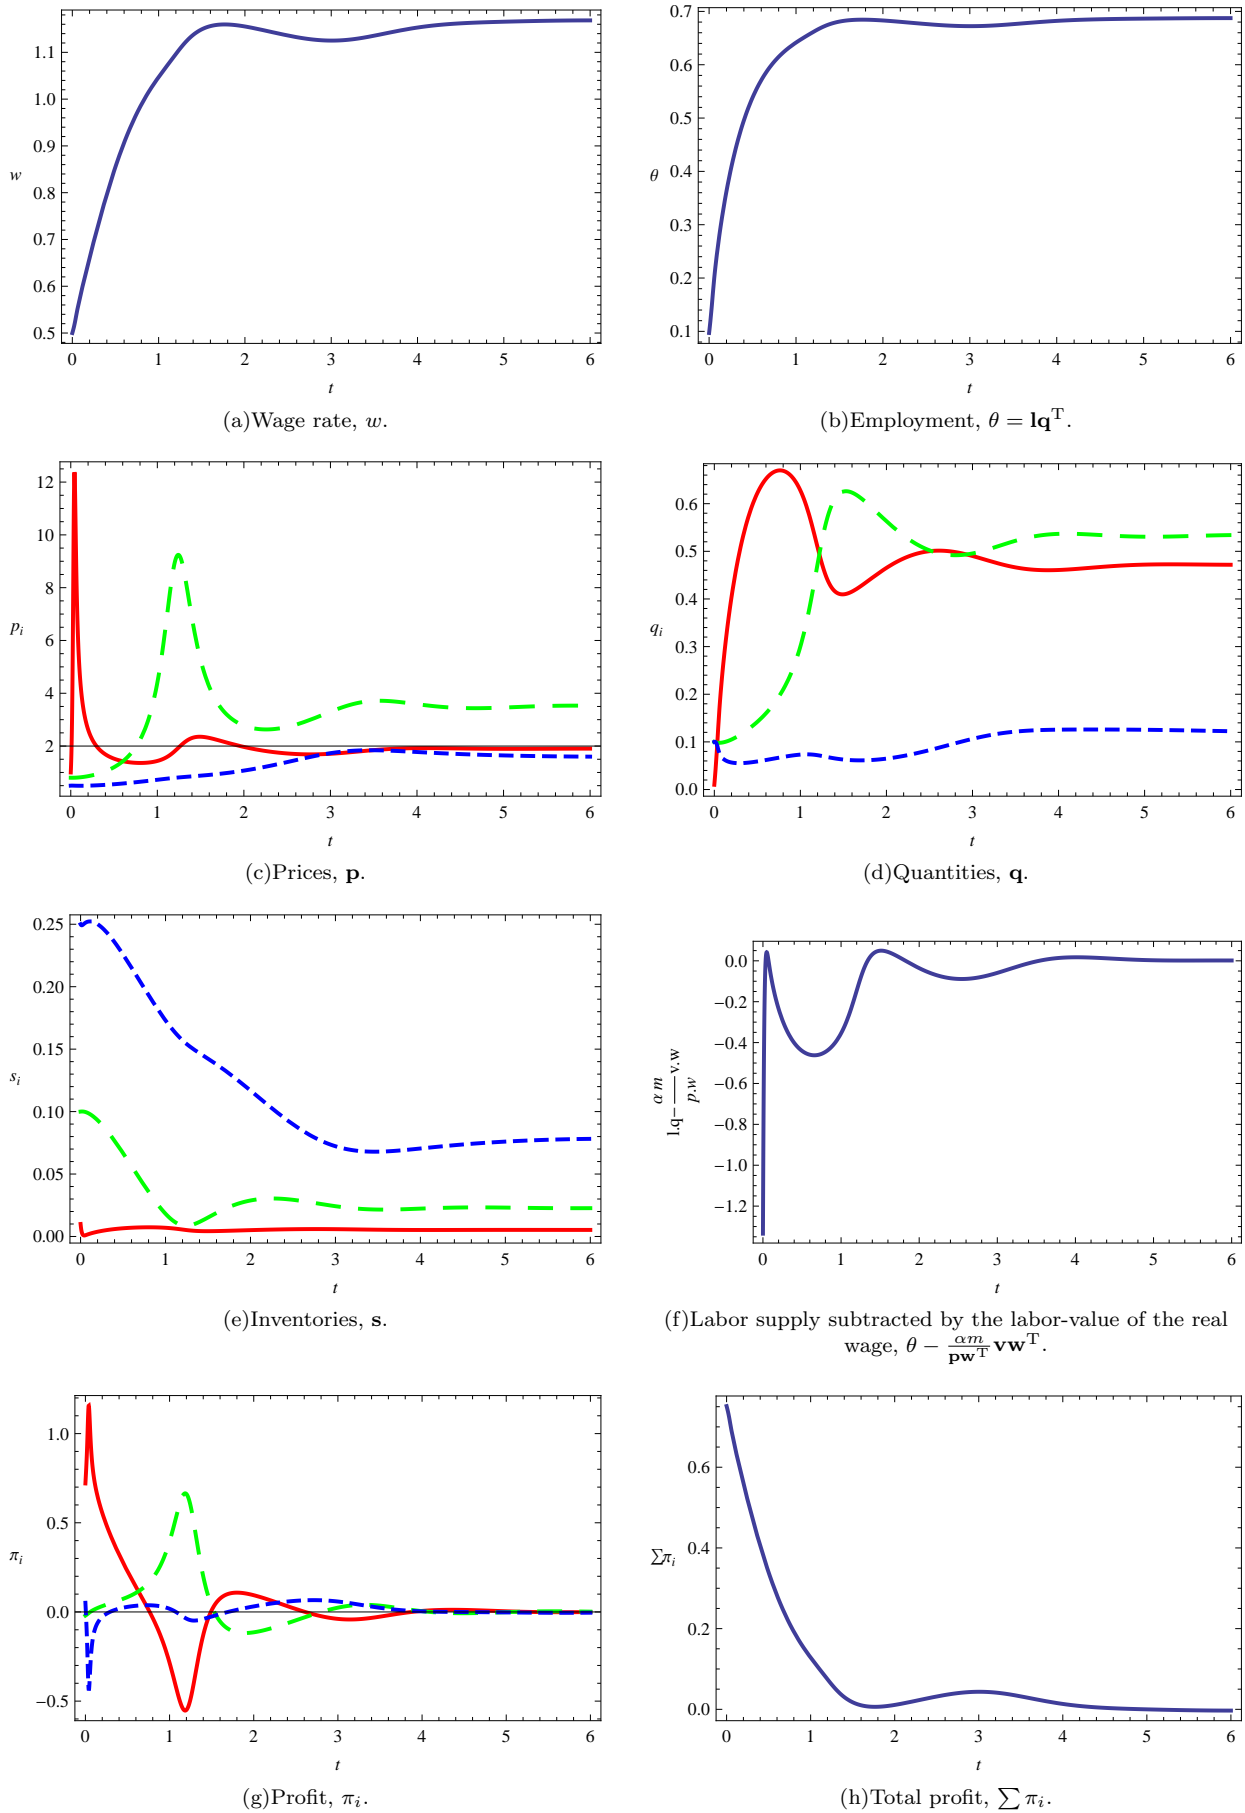 1.1
1.0
0.9
w
0.8
0.7
0.6
0.5
0 1 2 3 4 5 6
t
(a)Wage rate, w.
0.7
0.6
0.5
θ
0.4
0.3
0.2
0.1
0 1 2 3 4 5 6
t
(b)Employment, θ = lqᵀ.
12
10
8
p_i
6
4
2
0 1 2 3 4 5 6
t
(c)Prices, p.
0.6
0.5
0.4
q_i
0.3
0.2
0.1
0.0
0 1 2 3 4 5 6
t
(d)Quantities, q.
0.25
0.20
0.15
s_i
0.10
0.05
0.00
0 1 2 3 4 5 6
t
(e)Inventories, s.
0.0
−0.2
−0.4
−0.6
l.q− α m / p.w v.w
−0.8
−1.0
−1.2
0 1 2 3 4 5 6
t
(f)Labor supply subtracted by the labor-value of the real
wage, θ − αm / pwᵀ vwᵀ.
1.0
0.5
π_i
0.0
−0.5
0 1 2 3 4 5 6
t
(g)Profit, π_i.
0.6
0.4
∑π_i
0.2
0.0
0 1 2 3 4 5 6
t
(h)Total profit, ∑ π_i.